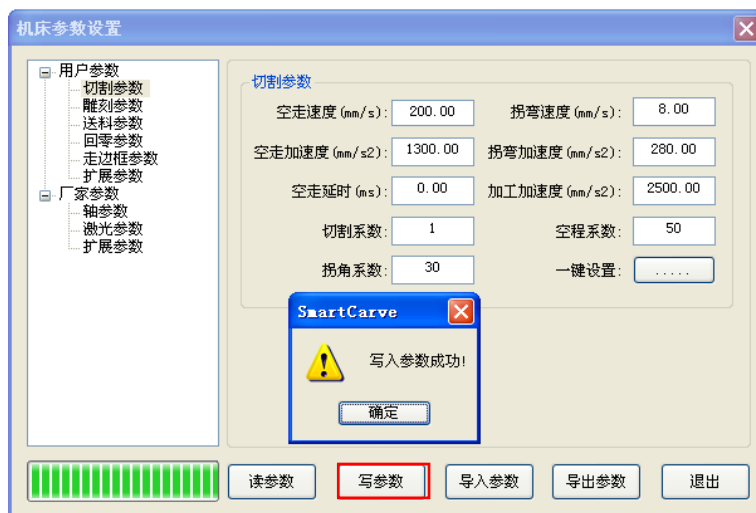 机床参数设置
用户参数
切割参数
雕刻参数
送料参数
回零参数
走边框参数
扩展参数
厂家参数
轴参数
激光参数
扩展参数
切割参数
空走速度(mm/s): 200.00 拐弯速度(mm/s): 8.00
空走加速度(mm/s2): 1300.00 拐弯加速度(mm/s2): 280.00
空走延时(ms): 0.00 加工加速度(mm/s2): 2500.00
切割系数: 1 空程系数: 50
拐角系数: 30 一键设置: .....
SmartCarve
写入参数成功!
确定
读参数 写参数 导入参数 导出参数 退出